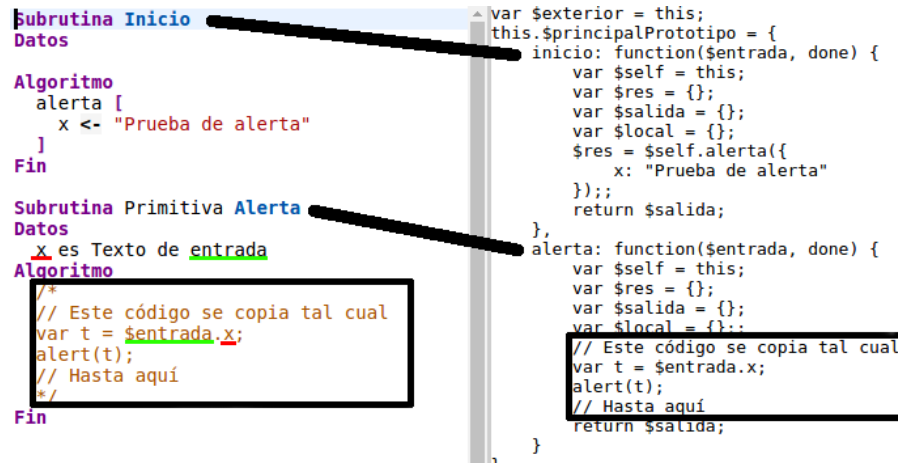 Subrutina Inicio
Datos
Algoritmo
alerta [
x <- "Prueba de alerta"
]
Fin
Subrutina Primitiva Alerta
Datos
x es Texto de entrada
Algoritmo
/*
// Este código se copia tal cual
var t = $entrada.x;
alert(t);
// Hasta aquí
*/
Fin
var $exterior = this;
this.$principalPrototipo = {
inicio: function($entrada, done) {
var $self = this;
var $res = {};
var $salida = {};
var $local = {};
$res = $self.alerta({
x: "Prueba de alerta"
});;
return $salida;
},
alerta: function($entrada, done) {
var $self = this;
var $res = {};
var $salida = {};
var $local = {};;
// Este código se copia tal cual
var t = $entrada.x;
alert(t);
// Hasta aquí
return $salida;
}
}